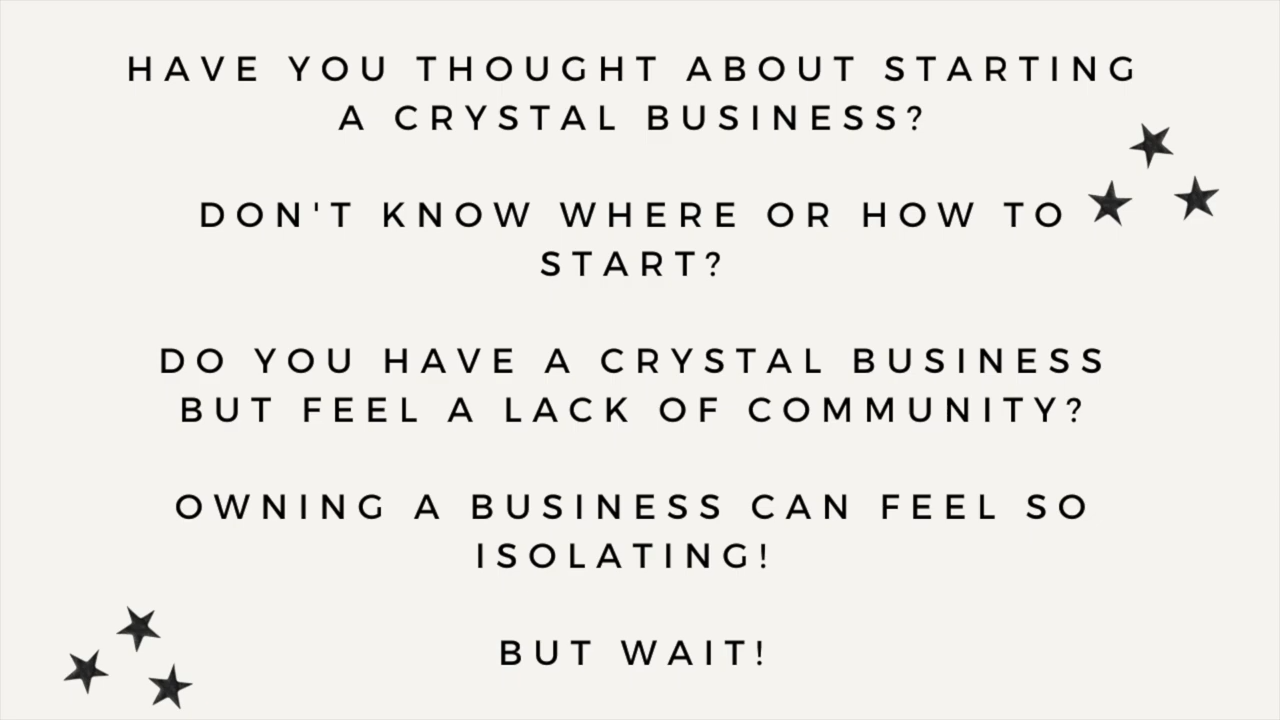 HAVE YOU THOUGHT ABOUT STARTING
A CRYSTAL BUSINESS?
DON'T KNOW WHERE OR HOW TO
START?
DO YOU HAVE A CRYSTAL BUSINESS
BUT FEEL A LACK OF COMMUNITY?
OWNING A BUSINESS CAN FEEL SO
ISOLATING!
BUT WAIT!